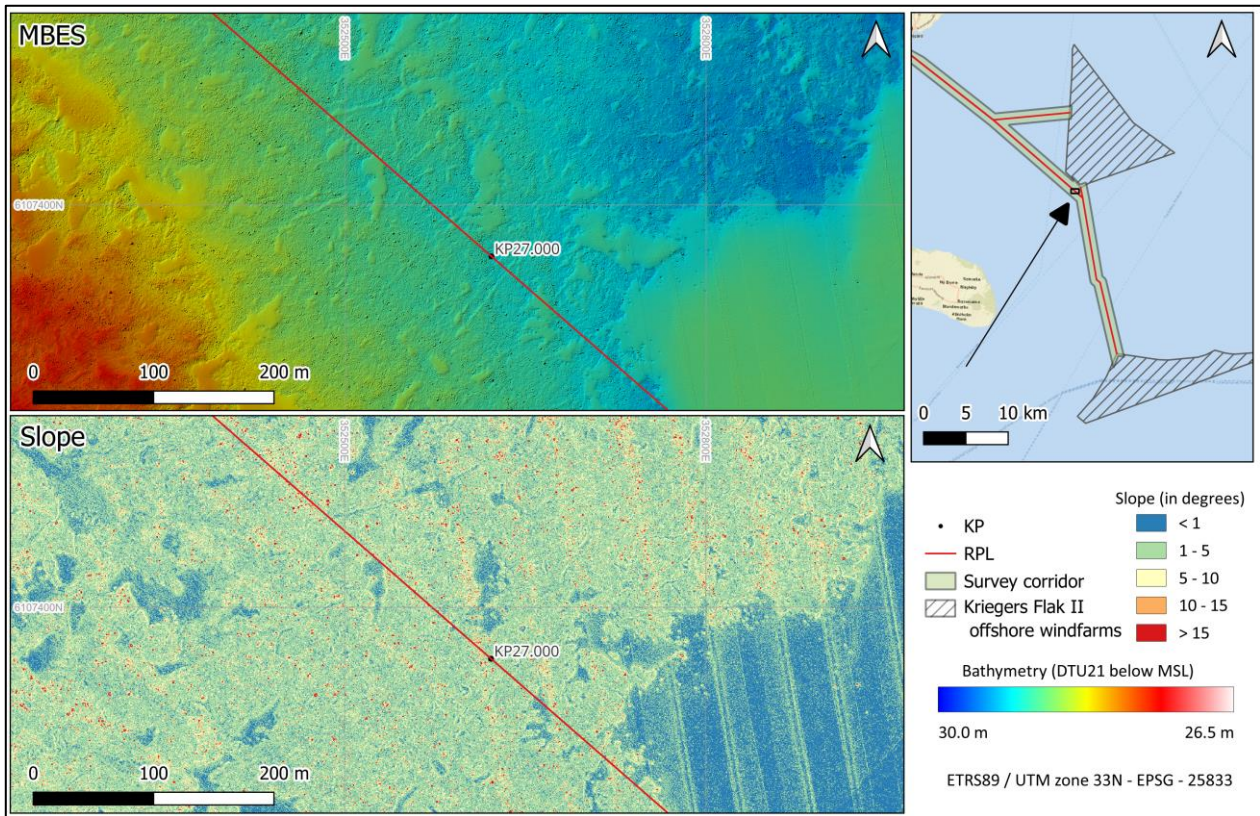 MBES
352500E
352800E
6107400N
KP27.000
0 100 200 m
Slope
352500E
352800E
6107400N
KP27.000
0 100 200 m
0 5 10 km
KP
RPL
Survey corridor
Kriegers Flak II
offshore windfarms
Slope (in degrees)
< 1
1 - 5
5 - 10
10 - 15
> 15
Bathymetry (DTU21 below MSL)
30.0 m 26.5 m
ETRS89 / UTM zone 33N - EPSG - 25833